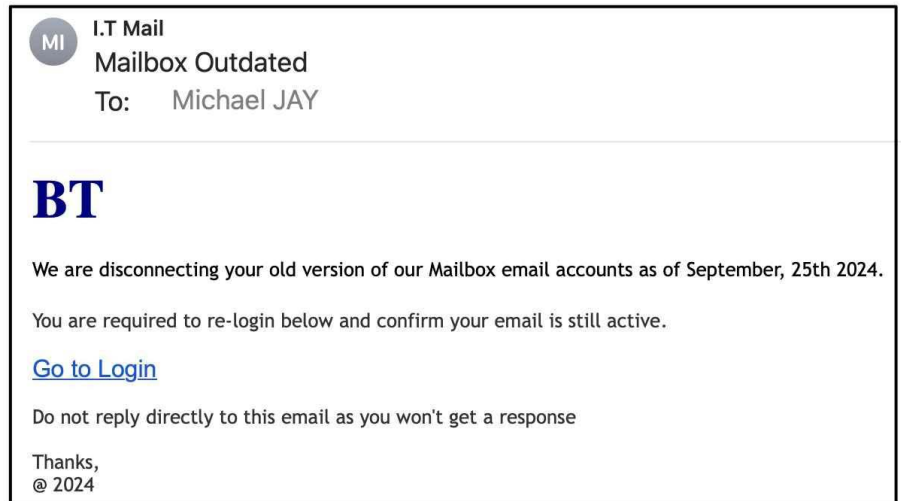 MI
I.T Mail
Mailbox Outdated
To: Michael JAY
BT
We are disconnecting your old version of our Mailbox email accounts as of September, 25th 2024.
You are required to re-login below and confirm your email is still active.
Go to Login
Do not reply directly to this email as you won't get a response
Thanks,
@ 2024